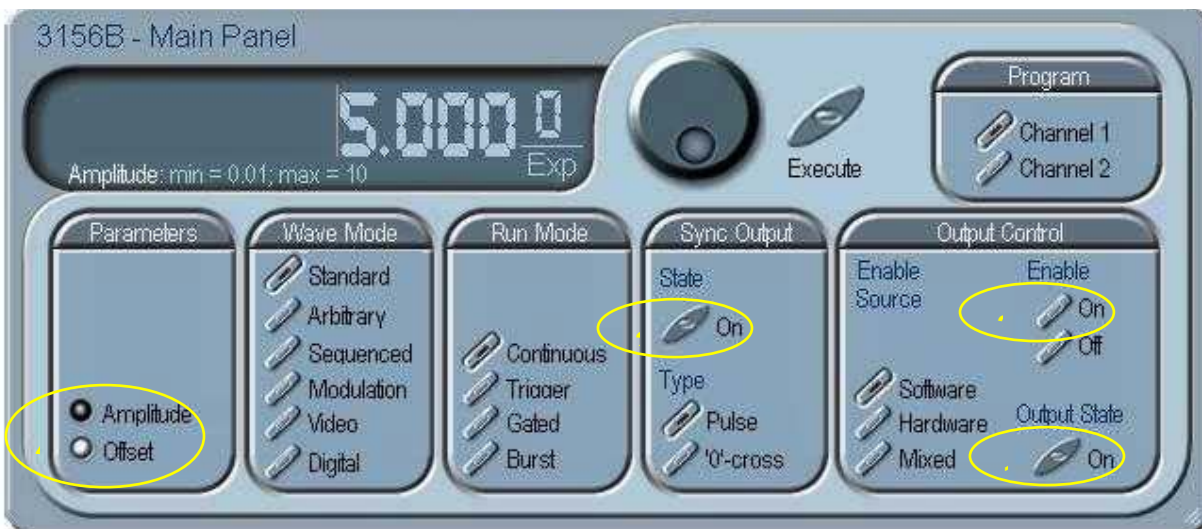 3156B - Main Panel
5.000 0
Exp
Amplitude: min = 0.01; max = 10
Execute
Program
Channel 1
Channel 2
Parameters
Amplitude
Offset
Wave Mode
Standard
Arbitrary
Sequenced
Modulation
Video
Digital
Run Mode
Continuous
Trigger
Gated
Burst
Sync Output
State
On
Type
Pulse
'0'-cross
Output Control
Enable
Source
Software
Hardware
Mixed
Enable
On
Off
Output State
On